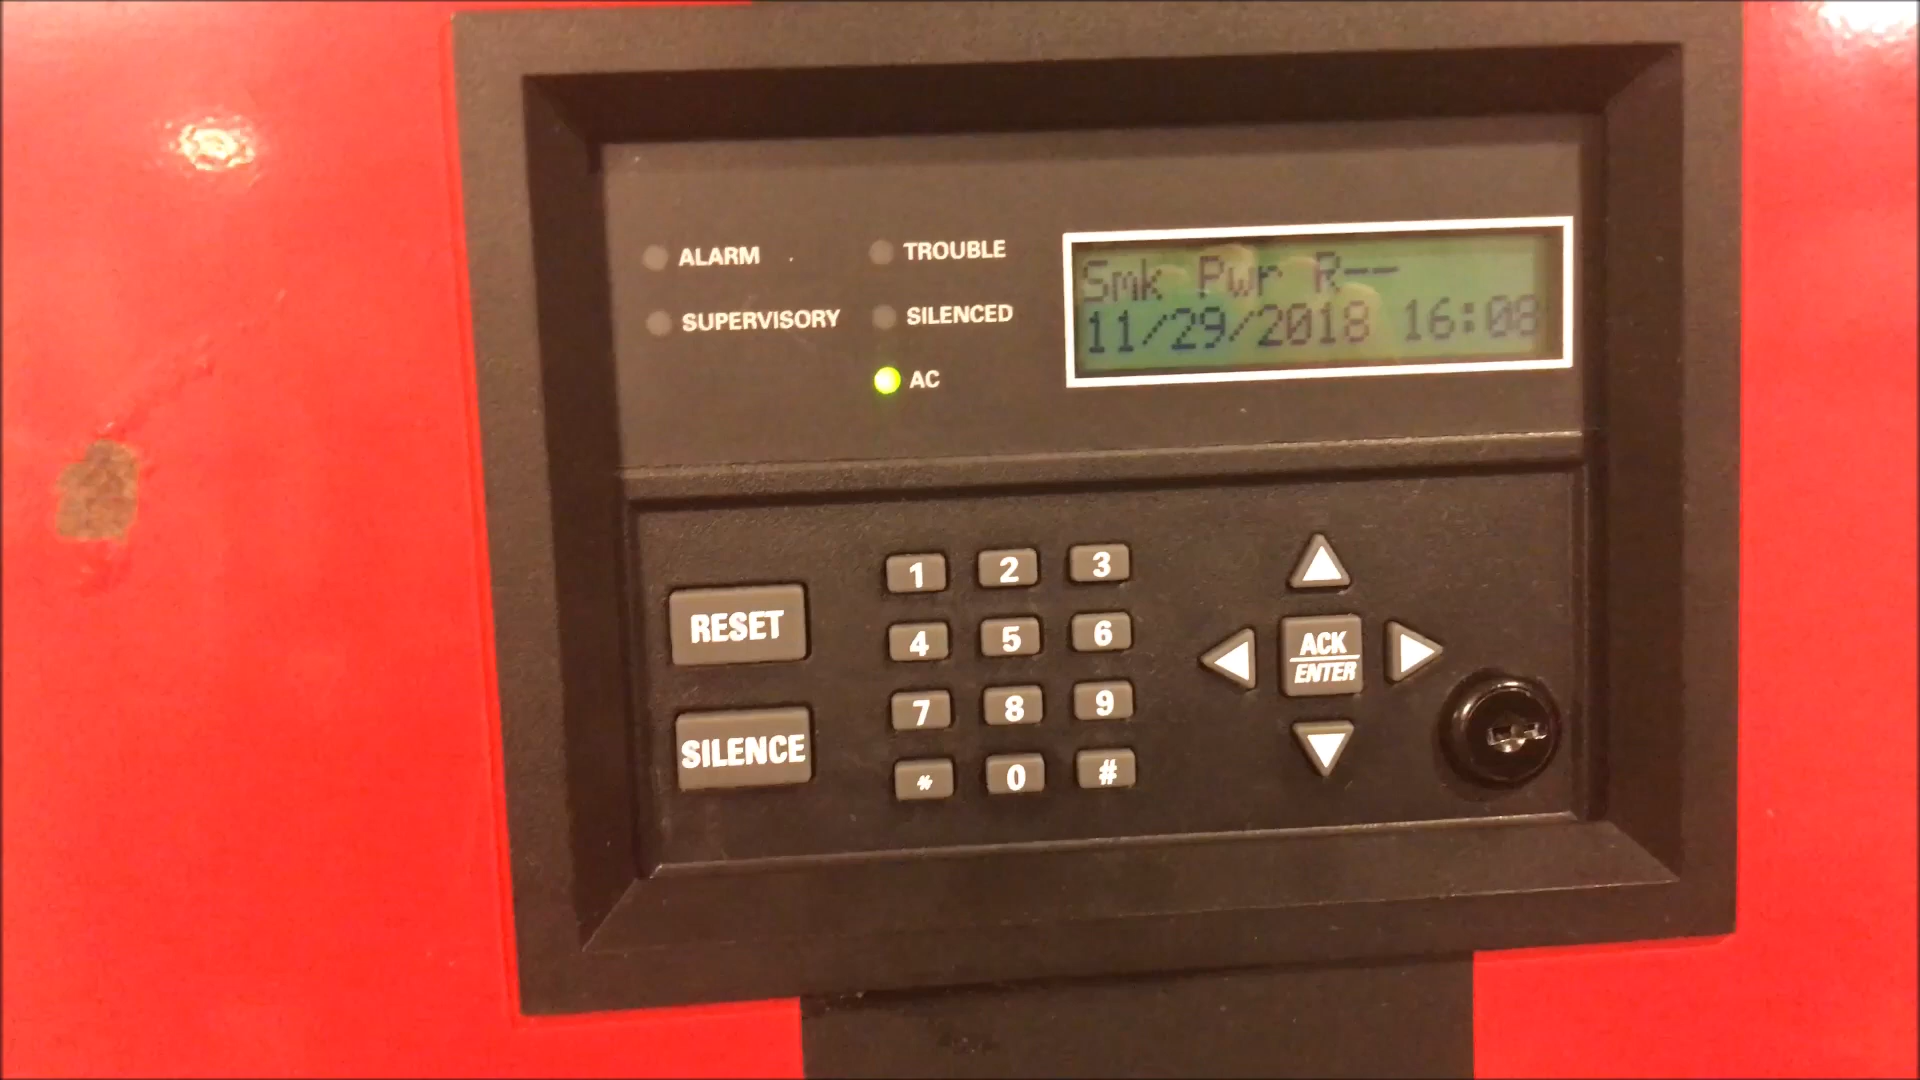 ALARM
TROUBLE
SUPERVISORY
SILENCED
AC
Smk Pwr R--
11/29/2018 16:08
RESET
SILENCE
1 2 3
4 5 6
7 8 9
* 0 #
ACK
ENTER